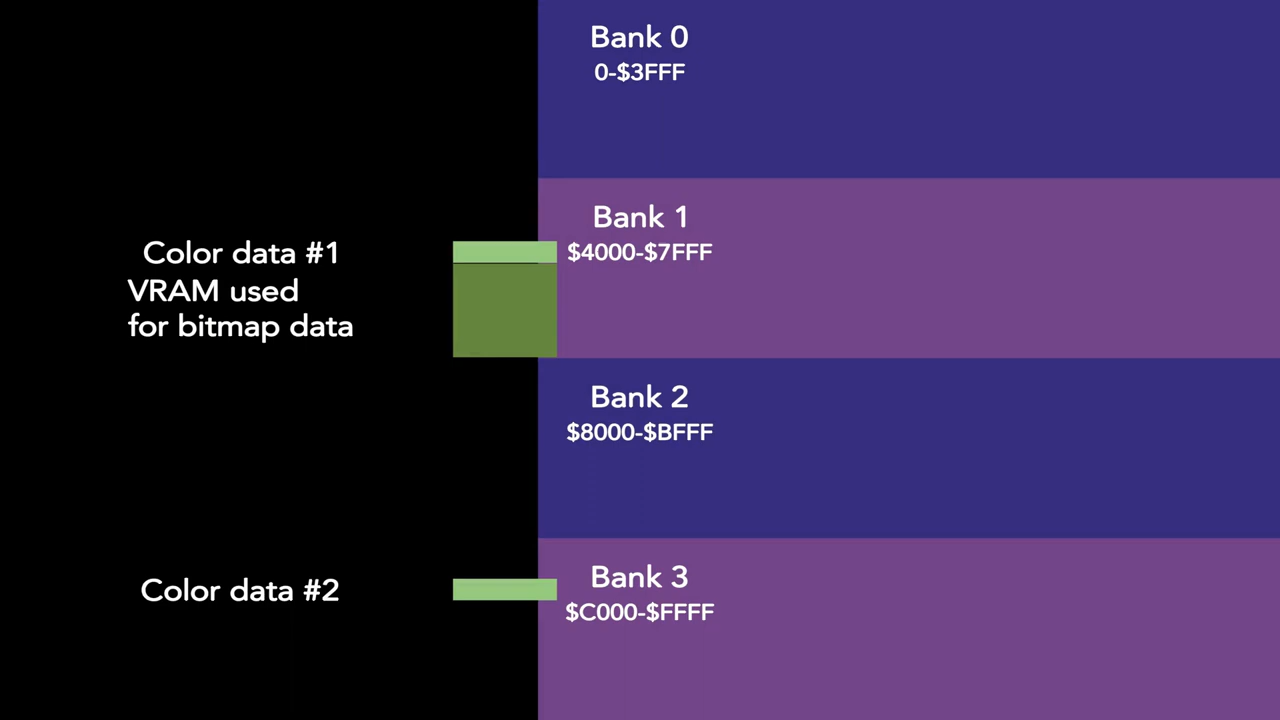 Bank 0
0-$3FFF
Bank 1
$4000-$7FFF
Color data #1
VRAM used
for bitmap data
Bank 2
$8000-$BFFF
Bank 3
$C000-$FFFF
Color data #2